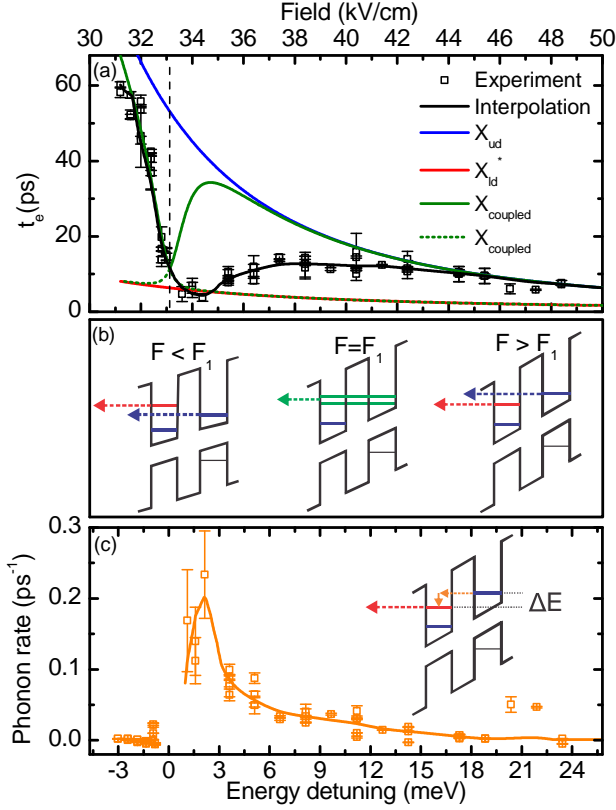 Field (kV/cm)
30 32 34 36 38 40 42 44 46 48 50
(a)
60
40
20
0
t_e (ps)
Experiment
Interpolation
X_ud
X_ld^*
X_coupled
X_coupled
(b)
F < F_1
F=F_1
F > F_1
(c)
0.3
0.2
0.1
0.0
Phonon rate (ps^-1)
ΔE
-3 0 3 6 9 12 15 18 21 24
Energy detuning (meV)